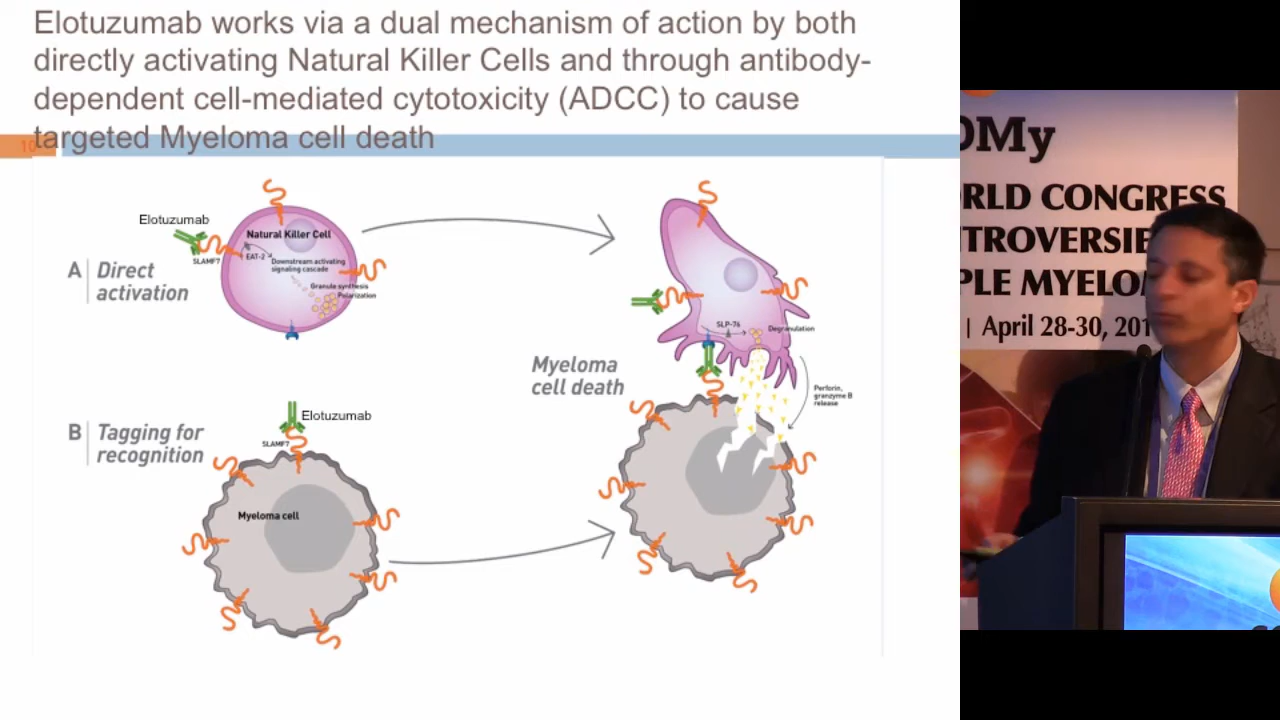 Elotuzumab works via a dual mechanism of action by both
directly activating Natural Killer Cells and through antibody-
dependent cell-mediated cytotoxicity (ADCC) to cause
targeted Myeloma cell death
10
Elotuzumab
Natural Killer Cell
SLAMF7
EAT-2
Downstream activating
signaling cascade
Granule synthesis
Polarization
A
Direct
activation
SLP-76
Degranulation
Myeloma
cell death
Perforin,
granzyme B
release
Elotuzumab
SLAMF7
B
Tagging for
recognition
Myeloma cell
OMy
RLD CONGRESS
TROVERSIE
PLE MYELO
| April 28-30, 201